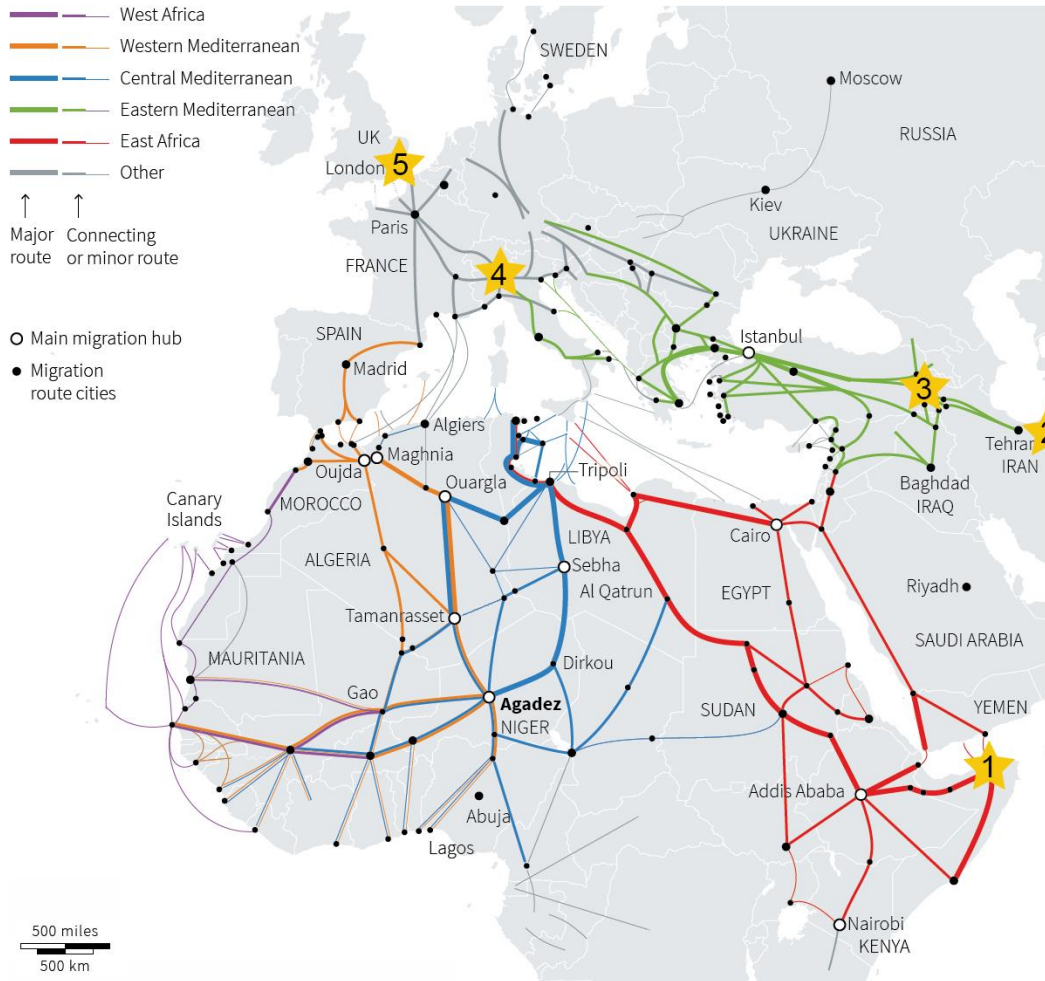 West Africa
Western Mediterranean
Central Mediterranean
Eastern Mediterranean
East Africa
Other
Major
route
Connecting
or minor route
Main migration hub
Migration
route cities
SWEDEN
Moscow
RUSSIA
UK
London
5
Kiev
UKRAINE
Paris
FRANCE
4
SPAIN
Madrid
Istanbul
3
2
Tehran
IRAN
Algiers
Maghnia
Oujda
Ouargla
Tripoli
Baghdad
IRAQ
Canary
Islands
MOROCCO
LIBYA
Cairo
ALGERIA
Sebha
Al Qatrun
EGYPT
Riyadh
Tamanrasset
SAUDI ARABIA
MAURITANIA
Dirkou
Gao
Agadez
NIGER
SUDAN
YEMEN
1
Addis Ababa
Abuja
Lagos
Nairobi
KENYA
500 miles
500 km